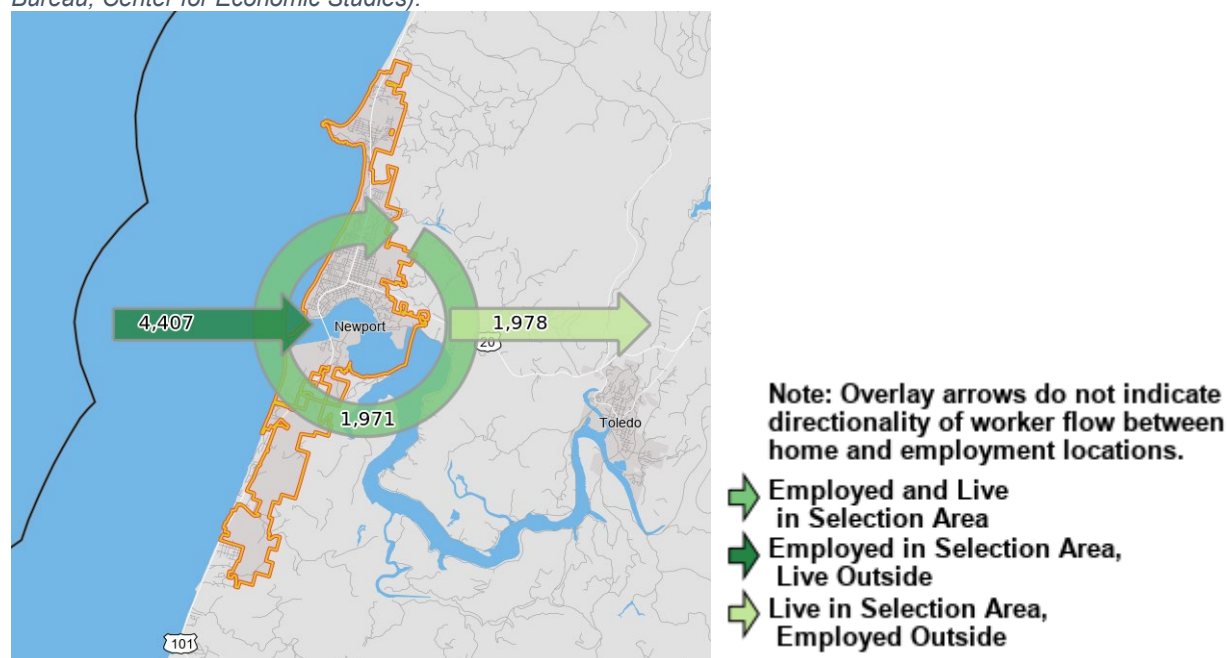 Bureau, Center for Economic Studies).
4,407
Newport
1,978
20
1,971
Toledo
101
Note: Overlay arrows do not indicate
directionality of worker flow between
home and employment locations.
Employed and Live
in Selection Area
Employed in Selection Area,
Live Outside
Live in Selection Area,
Employed Outside